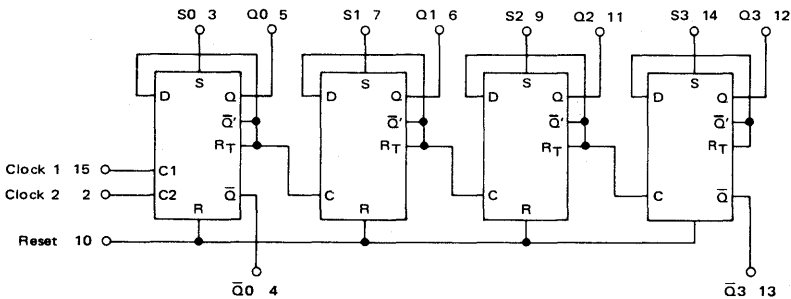 S0 3 Q0 5 S1 7 Q1 6 S2 9 Q2 11 S3 14 Q3 12
S S S S
D Q D Q D Q D Q
Q̅' Q̅' Q̅' Q̅'
RT RT RT RT
Clock 1 15 C1
Clock 2 2 C2 Q̅ C C C Q̅
R R R R
Reset 10
Q̅0 4 Q̅3 13